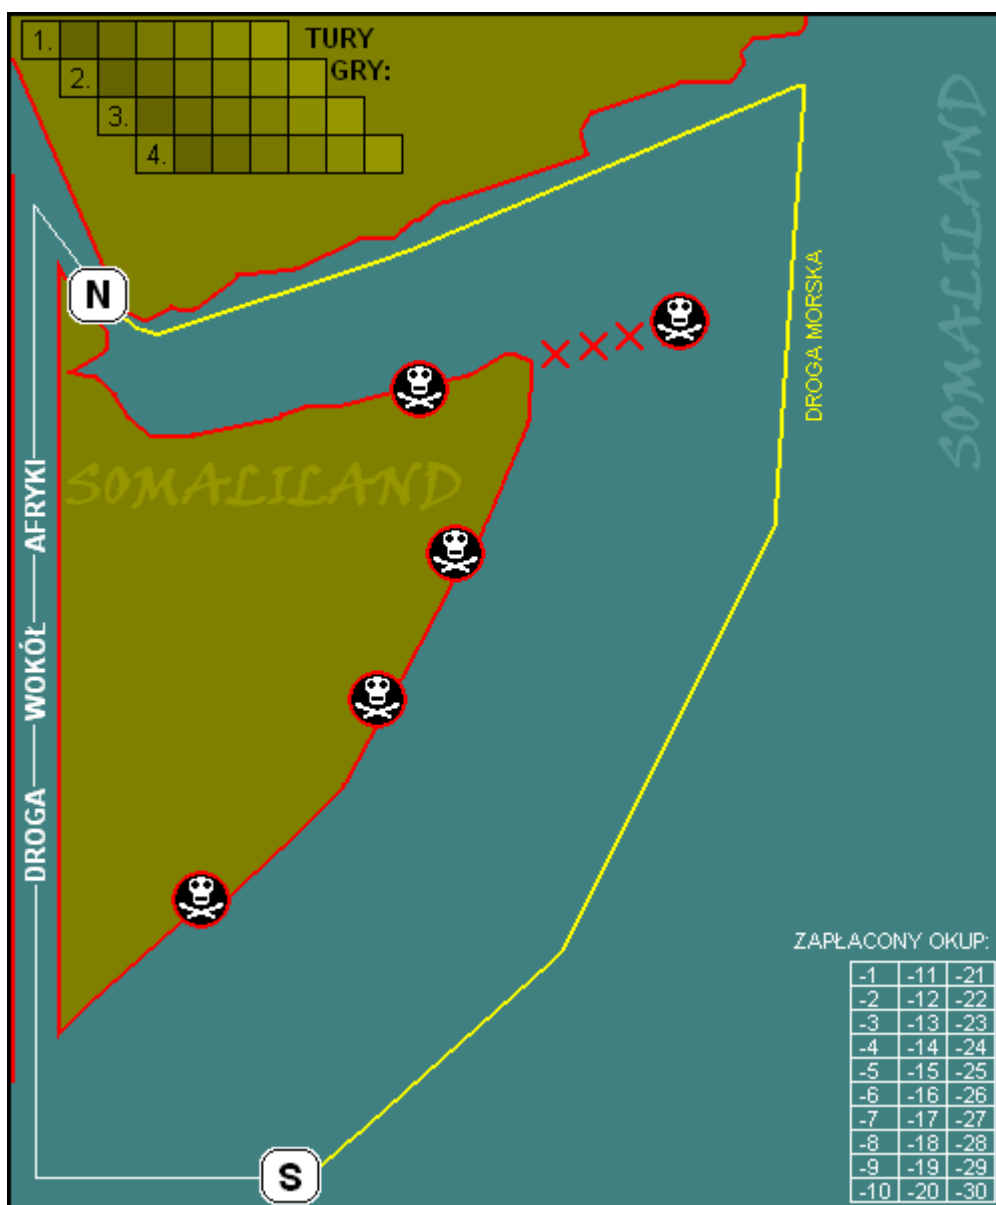 1.
TURY
2.
GRY:
3.
4.
SOMALILAND
N
DROGA MORSKA
SOMALILAND
DROGA WOKÓŁ AFRYKI
S
ZAPŁACONY OKUP:
-1 -11 -21
-2 -12 -22
-3 -13 -23
-4 -14 -24
-5 -15 -25
-6 -16 -26
-7 -17 -27
-8 -18 -28
-9 -19 -29
-10 -20 -30